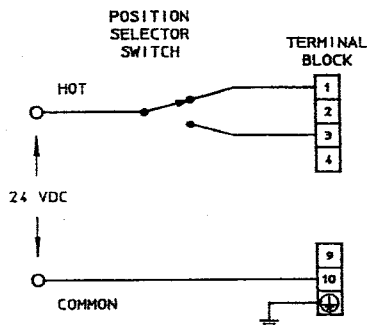 POSITION
SELECTOR
SWITCH
TERMINAL
BLOCK
HOT
1
2
3
4
24 VDC
9
10
COMMON